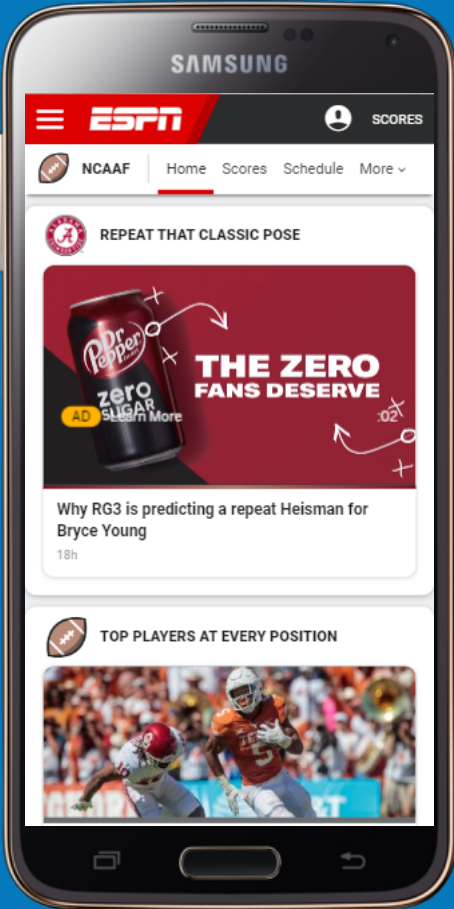 SAMSUNG
ESPN
SCORES
NCAAF Home Scores Schedule More
REPEAT THAT CLASSIC POSE
Dr Pepper
zero
SUGAR
THE ZERO
FANS DESERVE
AD Learn More :02
Why RG3 is predicting a repeat Heisman for
Bryce Young
18h
TOP PLAYERS AT EVERY POSITION
5